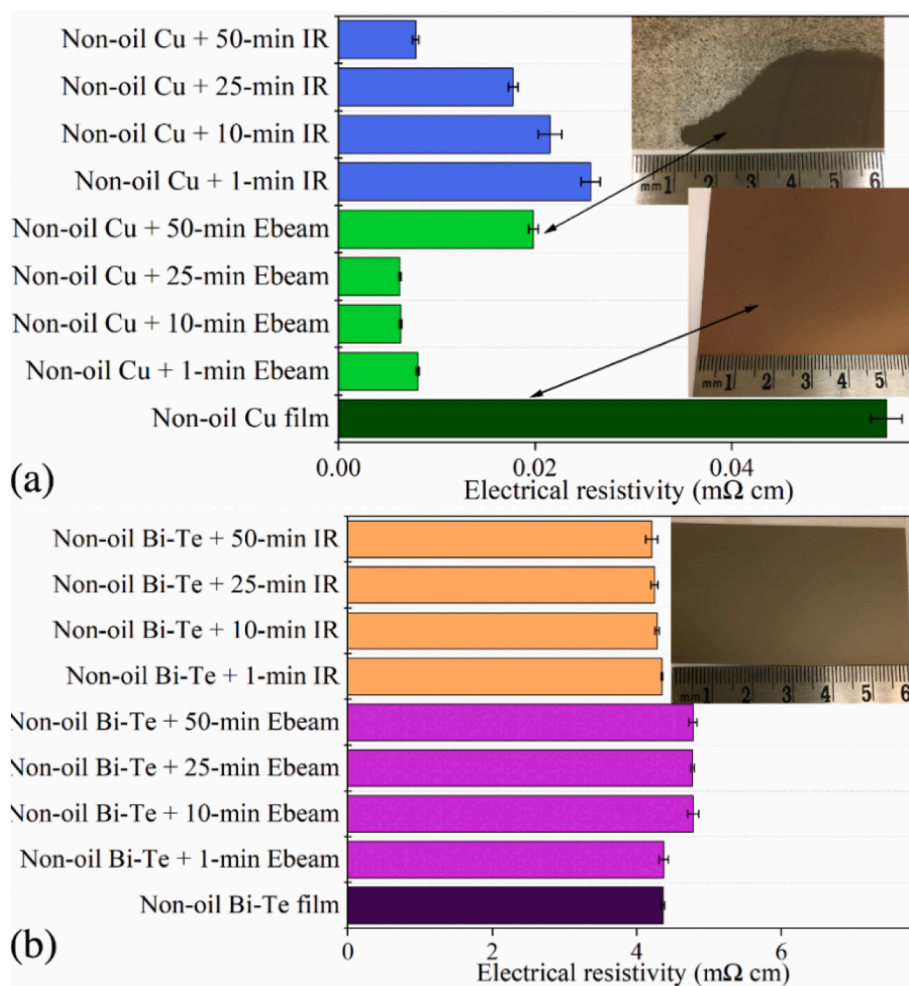 Non-oil Cu + 50-min IR
Non-oil Cu + 25-min IR
Non-oil Cu + 10-min IR
Non-oil Cu + 1-min IR
Non-oil Cu + 50-min Ebeam
Non-oil Cu + 25-min Ebeam
Non-oil Cu + 10-min Ebeam
Non-oil Cu + 1-min Ebeam
Non-oil Cu film
mm 1 2 3 4 5 6
mm 1 2 3 4 5
(a)
0.00 0.02 0.04
Electrical resistivity (mΩ cm)
Non-oil Bi-Te + 50-min IR
Non-oil Bi-Te + 25-min IR
Non-oil Bi-Te + 10-min IR
Non-oil Bi-Te + 1-min IR
Non-oil Bi-Te + 50-min Ebeam
Non-oil Bi-Te + 25-min Ebeam
Non-oil Bi-Te + 10-min Ebeam
Non-oil Bi-Te + 1-min Ebeam
Non-oil Bi-Te film
mm 1 2 3 4 5 6
(b)
0 2 4 6
Electrical resistivity (mΩ cm)